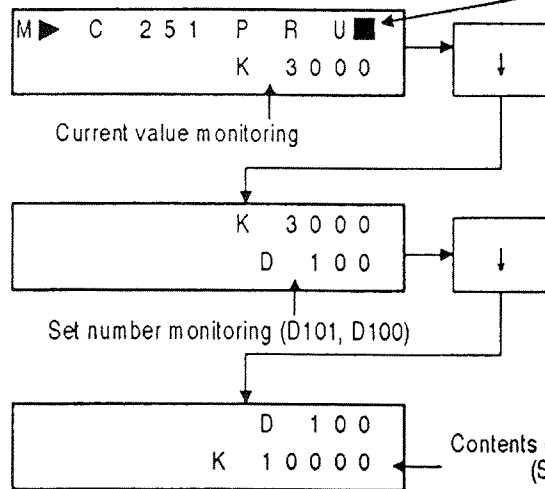 M▶ C 251 P R U■
K 3000
↓
Current value monitoring
K 3000
D 100
↓
Set number monitoring (D101, D100)
D 100
K 10000
Contents
(S